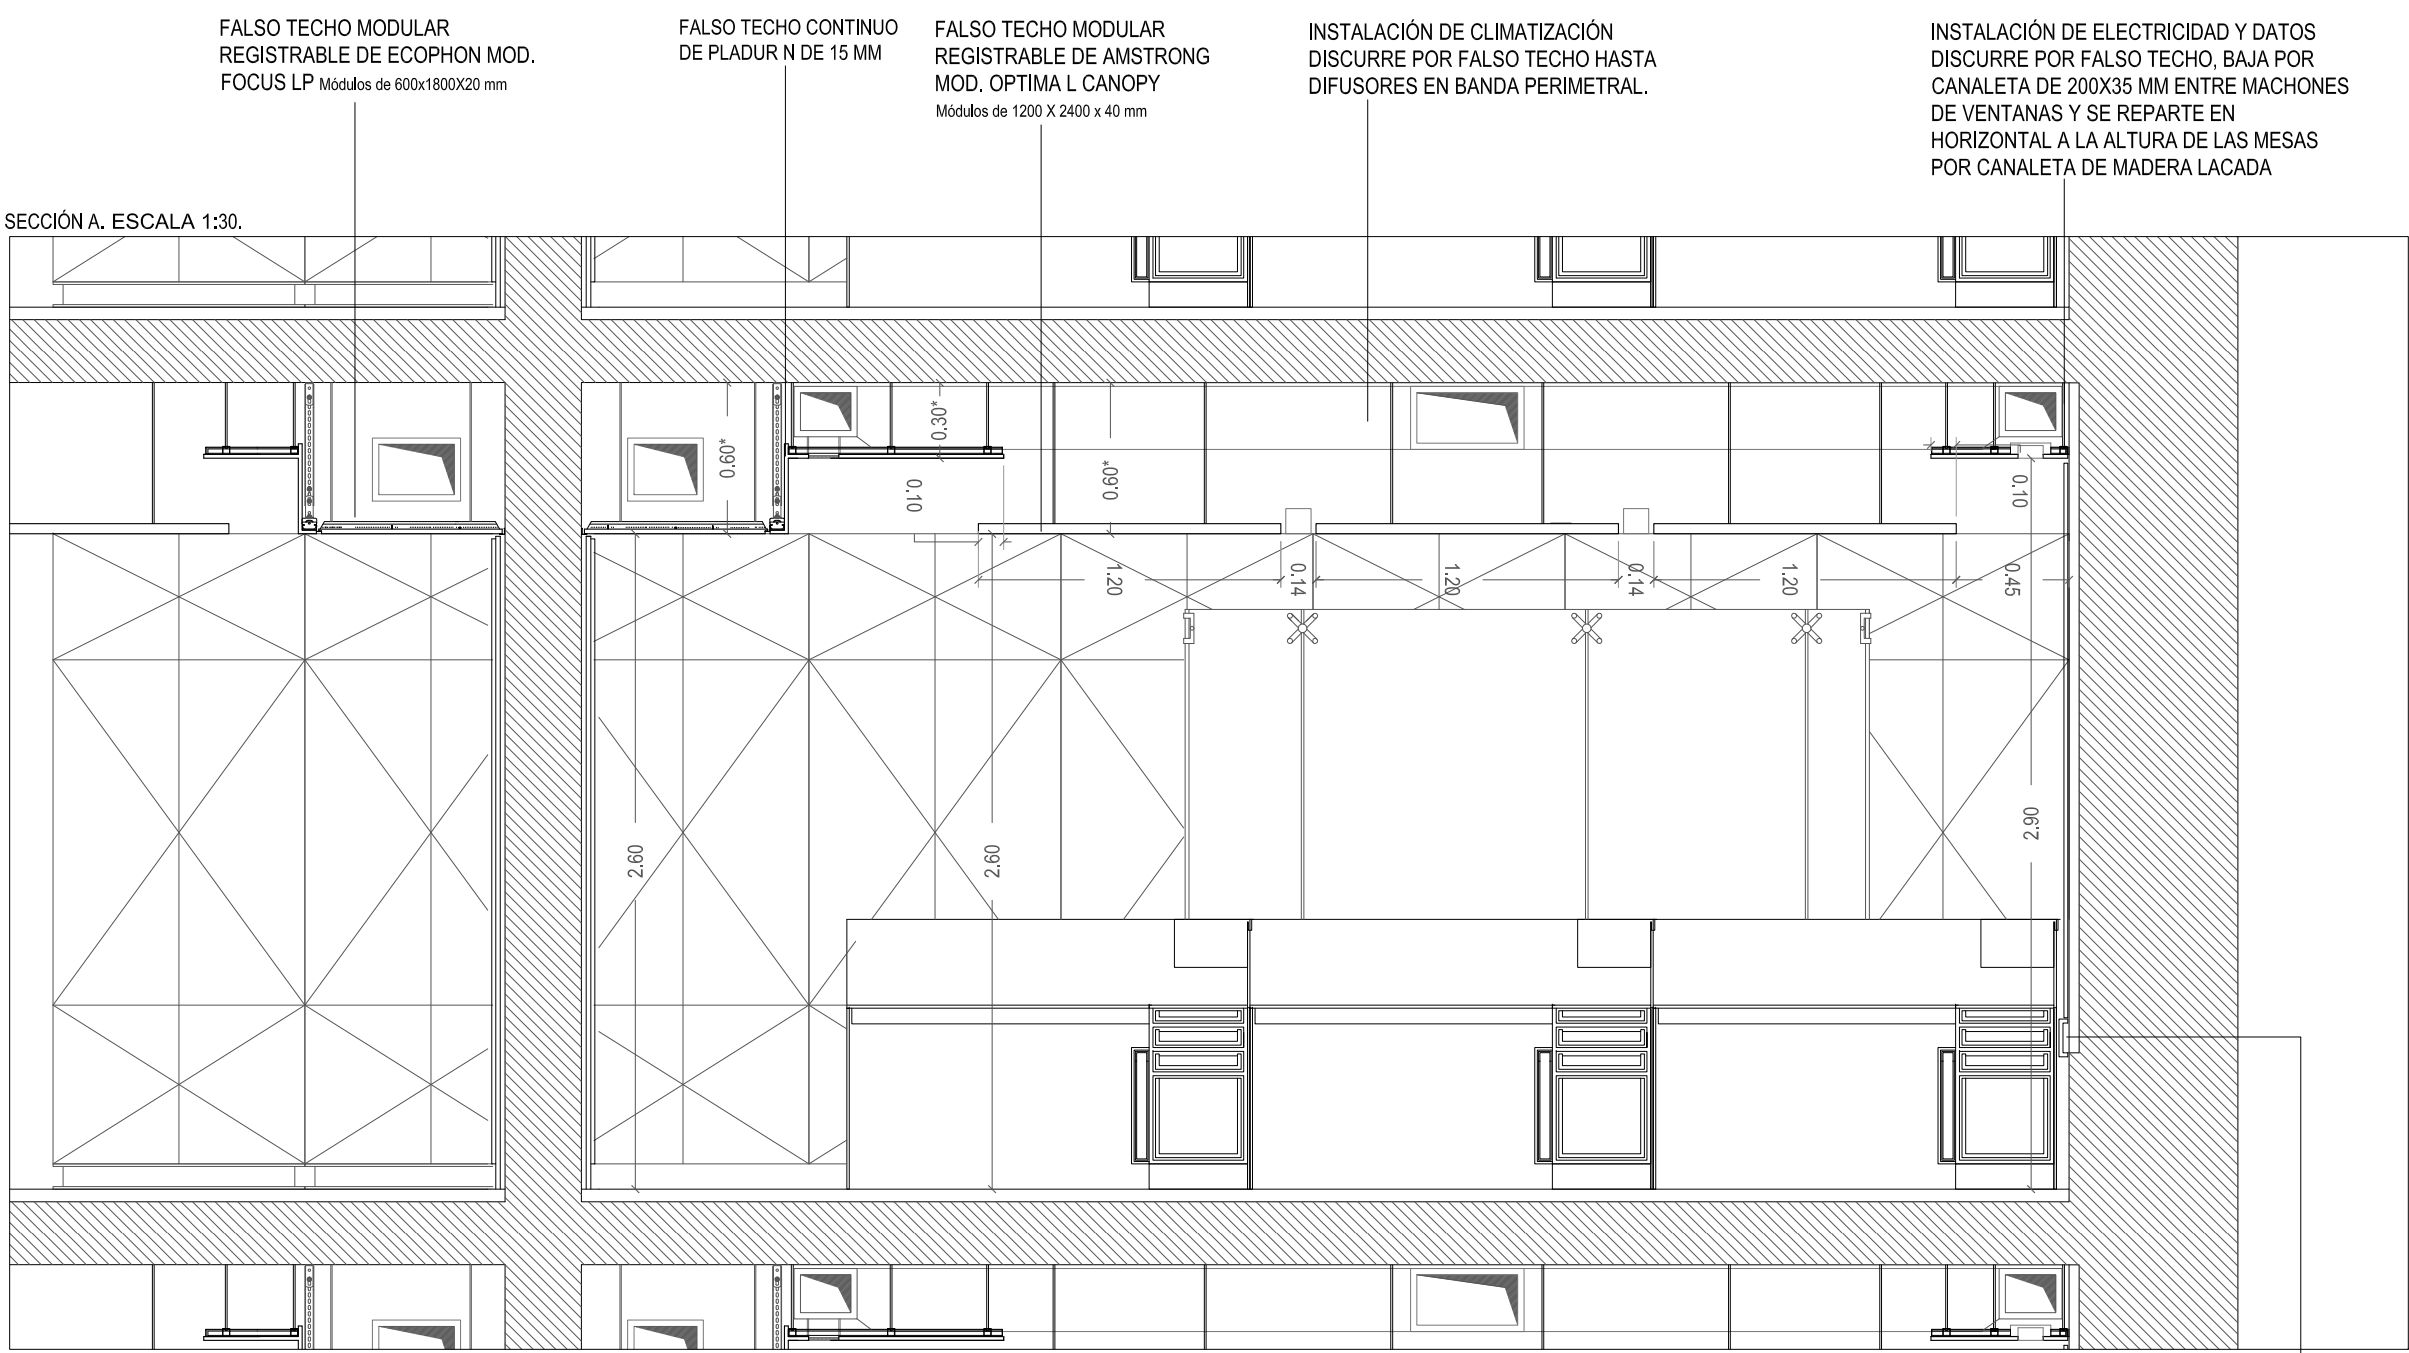 FALSO TECHO MODULAR
REGISTRABLE DE ECOPHON MOD.
FOCUS LP Módulos de 600x1800X20 mm
FALSO TECHO CONTINUO
DE PLADUR N DE 15 MM
FALSO TECHO MODULAR
REGISTRABLE DE AMSTRONG
MOD. OPTIMA L CANOPY
Módulos de 1200 X 2400 x 40 mm
INSTALACIÓN DE CLIMATIZACIÓN
DISCURRE POR FALSO TECHO HASTA
DIFUSORES EN BANDA PERIMETRAL.
INSTALACIÓN DE ELECTRICIDAD Y DATOS
DISCURRE POR FALSO TECHO, BAJA POR
CANALETA DE 200X35 MM ENTRE MACHONES
DE VENTANAS Y SE REPARTE EN
HORIZONTAL A LA ALTURA DE LAS MESAS
POR CANALETA DE MADERA LACADA
SECCIÓN A. ESCALA 1:30.
0.60*
0.30*
0.60*
0.10
0.10
1.20
0.14
1.20
0.14
1.20
0.45
2.60
2.60
2.90